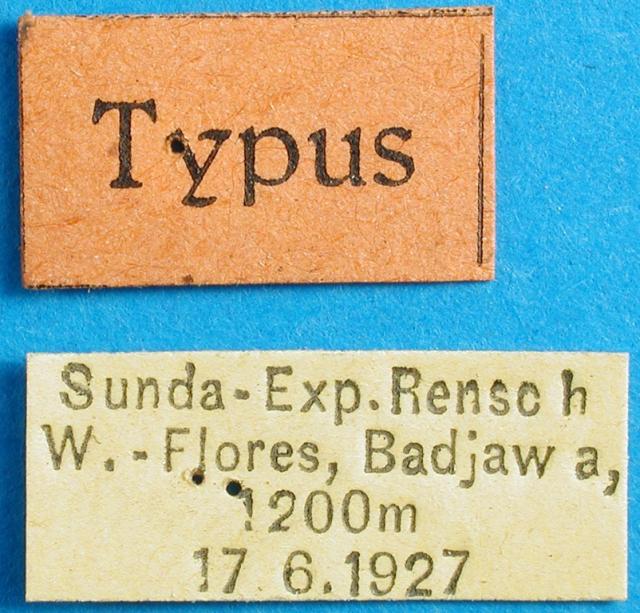 Typus
Sunda-Exp. Rensch
W.-Flores, Badjawa,
1200m
17 6.1927